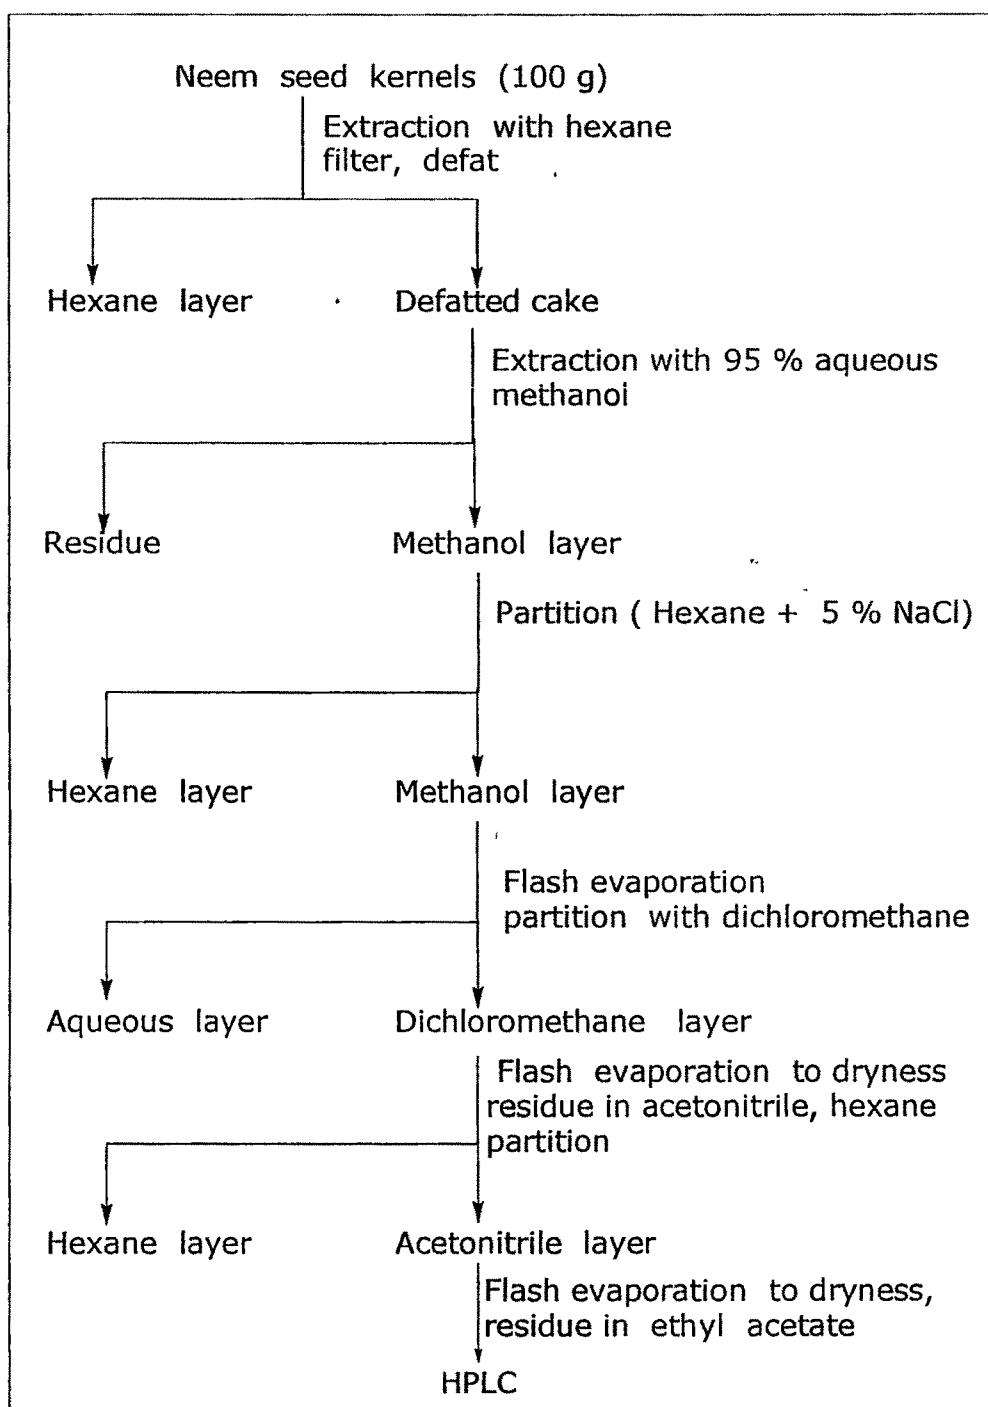 Neem seed kernels (100 g)
Extraction with hexane
filter, defat
Hexane layer
Defatted cake
Extraction with 95 % aqueous
methanol
Residue
Methanol layer
Partition ( Hexane + 5 % NaCl)
Hexane layer
Methanol layer
Flash evaporation
partition with dichloromethane
Aqueous layer
Dichloromethane layer
Flash evaporation to dryness
residue in acetonitrile, hexane
partition
Hexane layer
Acetonitrile layer
Flash evaporation to dryness,
residue in ethyl acetate
HPLC